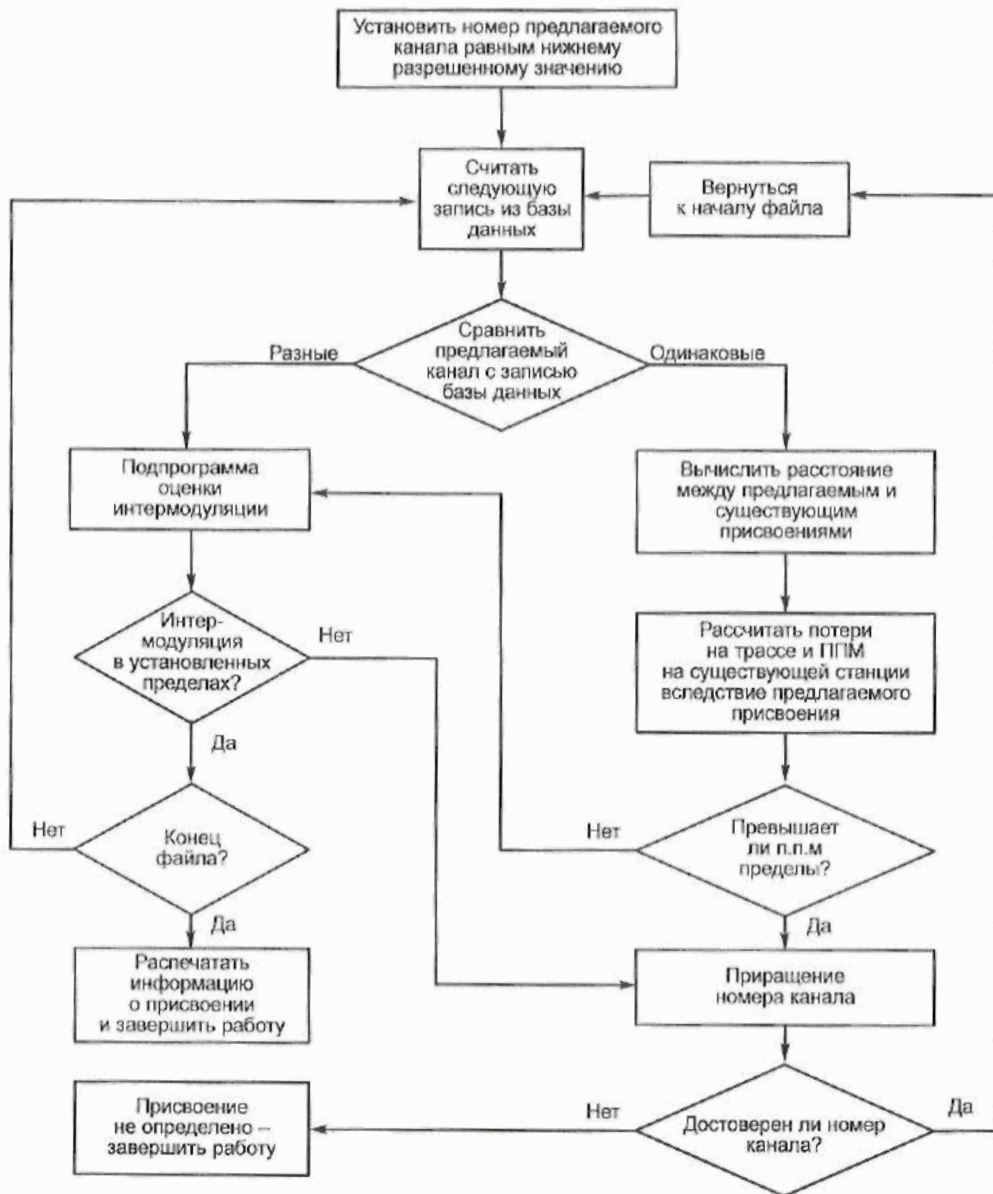 Установить номер предлагаемого
канала равным нижнему
разрешенному значению
Считать
следующую
запись из базы
данных
Вернуться
к началу файла
Сравнить
предлагаемый
канал с записью
базы данных
Разные
Одинаковые
Подпрограмма
оценки
интермодуляции
Вычислить расстояние
между предлагаемым и
существующим
присвоениями
Интер-
модуляция
в установленных
пределах?
Нет
Да
Рассчитать потери
на трассе и ППМ
на существующей станции
вследствие предлагаемого
присвоения
Нет
Конец
файла?
Да
Нет
Превышает
ли п.п.м
пределы?
Да
Распечатать
информацию
о присвоении
и завершить работу
Приращение
номера канала
Присвоение
не определено –
завершить работу
Нет
Достоверен ли номер
канала?
Да